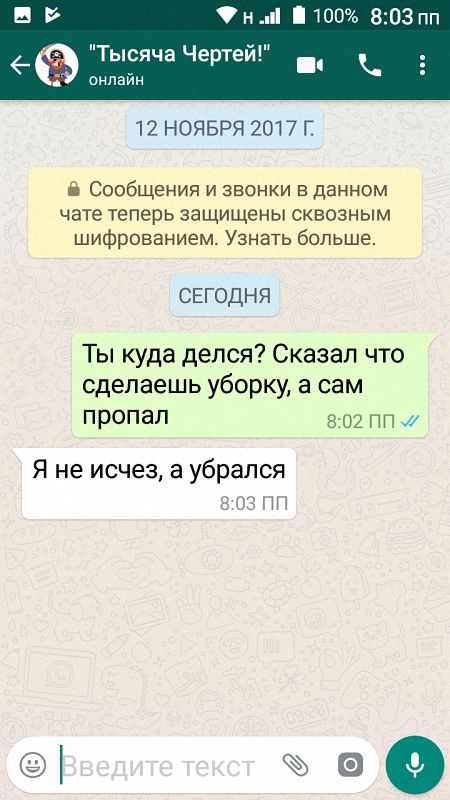 Н 100% 8:03 пп
"Тысяча Чертей!"
онлайн
12 НОЯБРЯ 2017 Г.
Сообщения и звонки в данном
чате теперь защищены сквозным
шифрованием. Узнать больше.
СЕГОДНЯ
Ты куда делся? Сказал что
сделаешь уборку, а сам
пропал
8:02 ПП
Я не исчез, а убрался
8:03 ПП
Введите текст